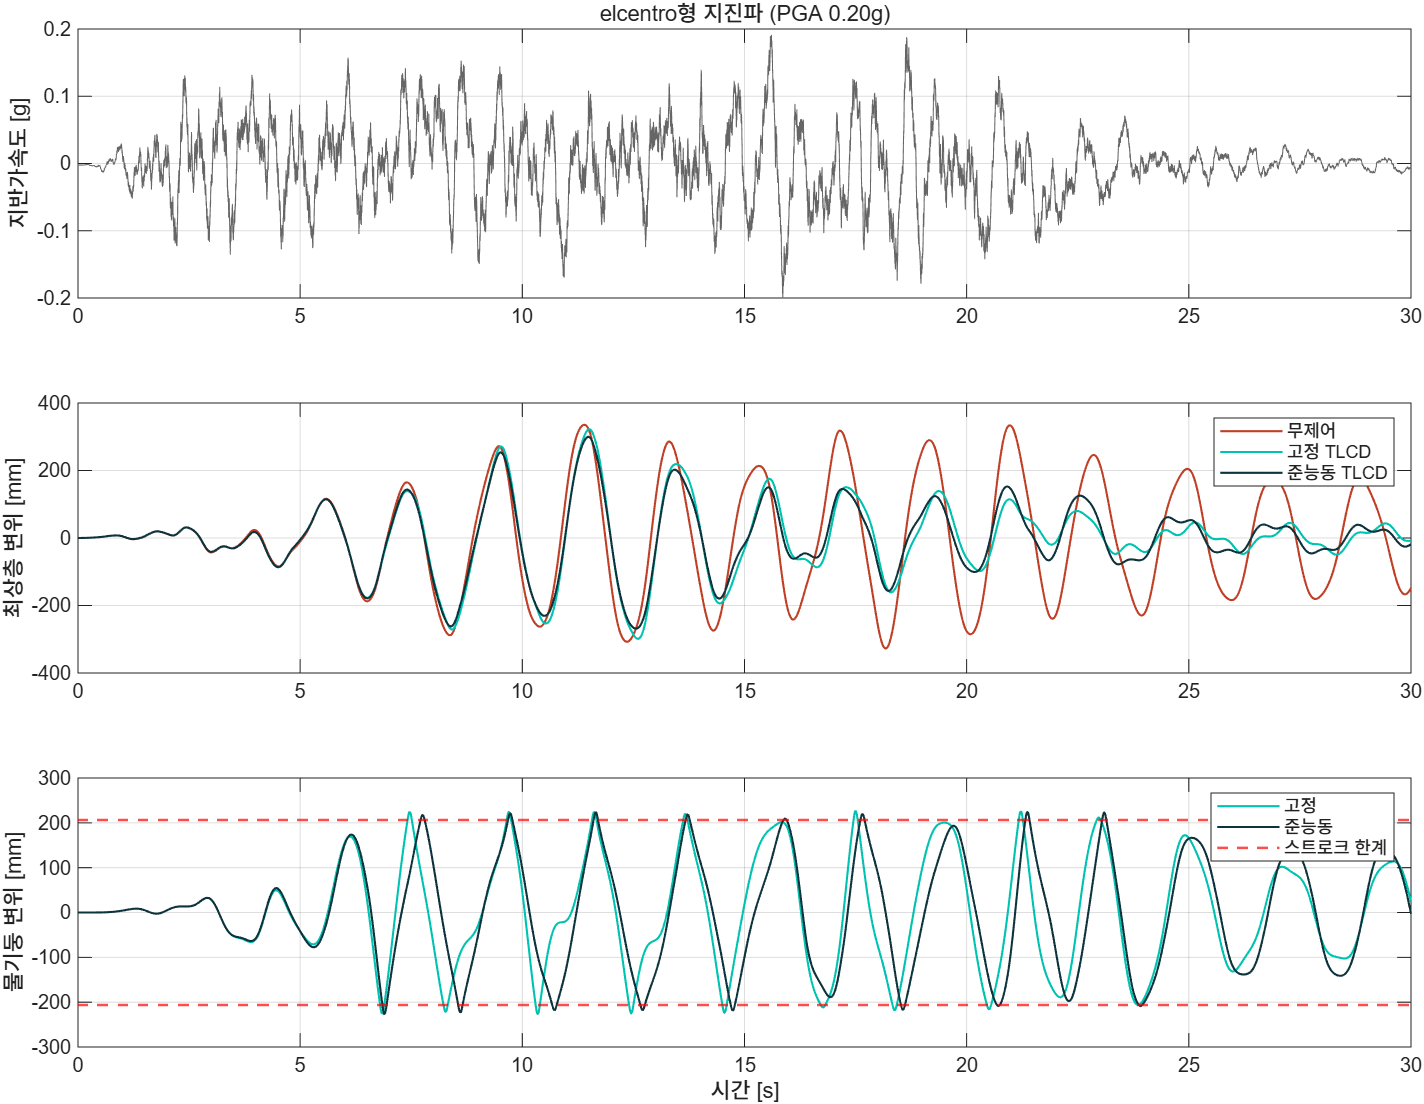 elcentro형 지진파 (PGA 0.20g)
지반가속도 [g]
0.2
0.1
0
-0.1
-0.2
0 5 10 15 20 25 30
최상층 변위 [mm]
400
200
0
-200
-400
0 5 10 15 20 25 30
무제어
고정 TLCD
준능동 TLCD
물기둥 변위 [mm]
300
200
100
0
-100
-200
-300
0 5 10 15 20 25 30
고정
준능동
스트로크 한계
시간 [s]